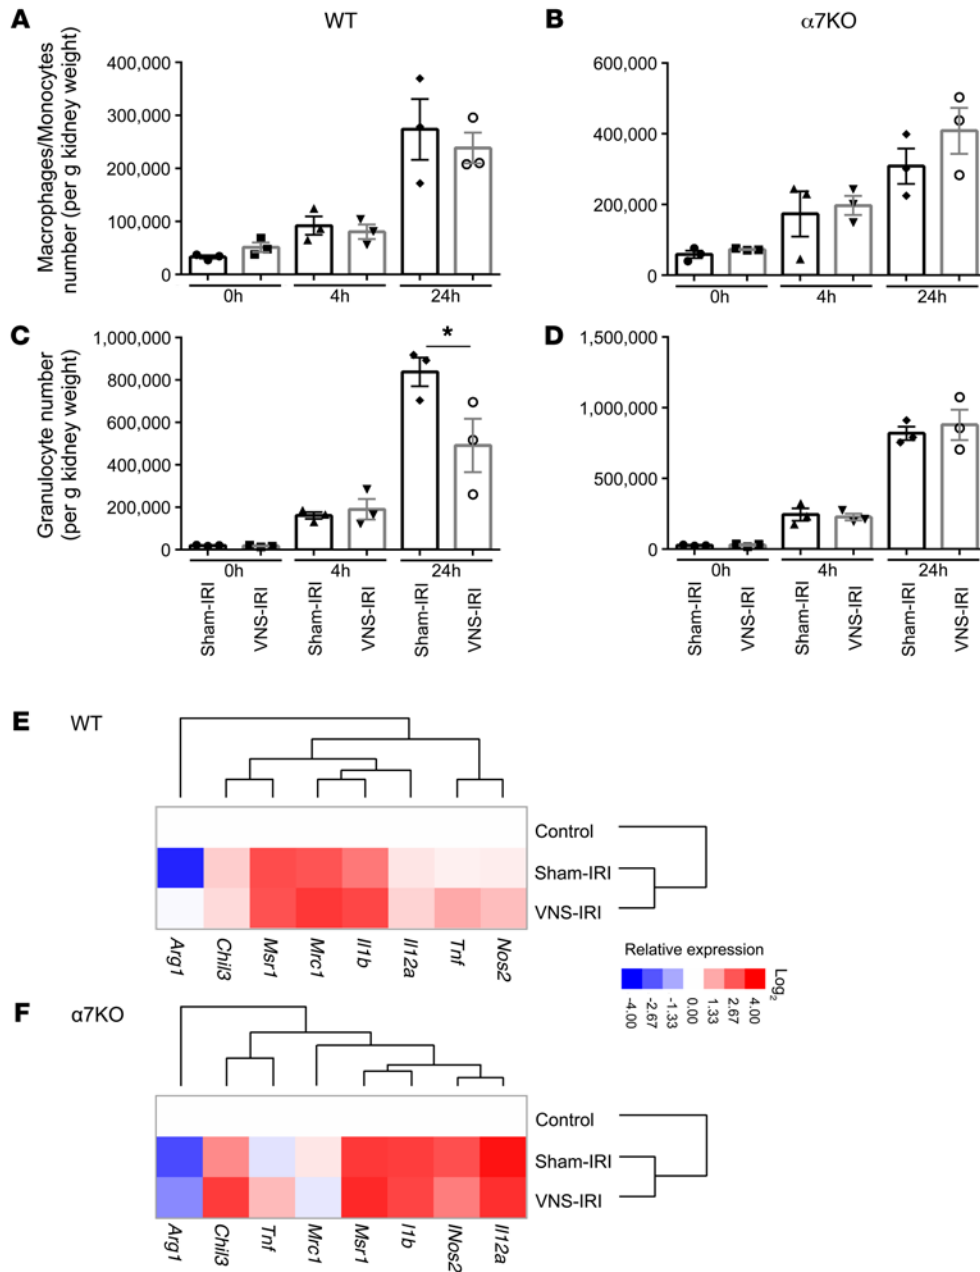 A WT B α7KO
Macrophages/Monocytes
number (per g kidney weight)
400,000
300,000
200,000
100,000
0
0h 4h 24h
600,000
400,000
200,000
0
0h 4h 24h
C D
Granulocyte number
(per g kidney weight)
1,000,000
800,000
600,000
400,000
200,000
0
*
0h 4h 24h
Sham-IRI VNS-IRI Sham-IRI VNS-IRI Sham-IRI VNS-IRI
1,500,000
1,000,000
500,000
0
0h 4h 24h
Sham-IRI VNS-IRI Sham-IRI VNS-IRI Sham-IRI VNS-IRI
E WT
Control
Sham-IRI
VNS-IRI
Arg1 Chil3 Msr1 Mrc1 Il1b Il12a Tnf Nos2
Relative expression
Log2
-4.00 -2.67 -1.33 0.00 1.33 2.67 4.00
F α7KO
Control
Sham-IRI
VNS-IRI
Arg1 Chil3 Tnf Mrc1 Msr1 I1b INos2 Il12a